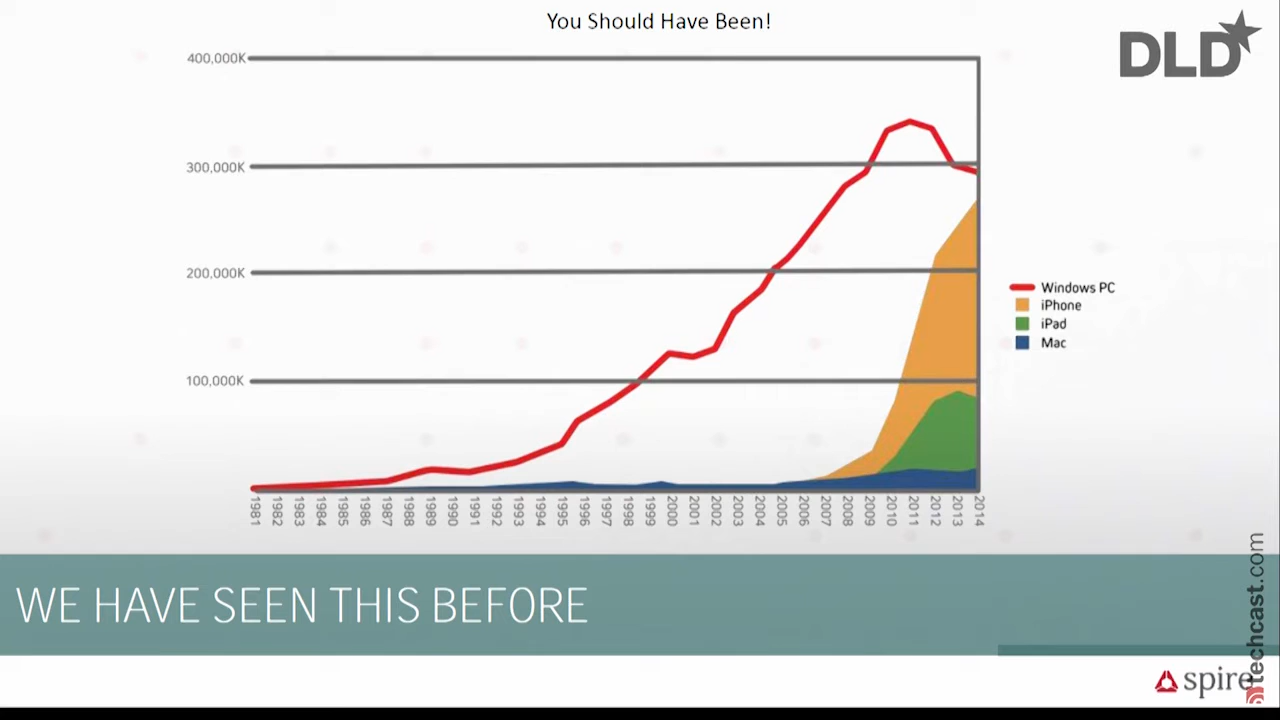 You Should Have Been!
DLD
400,000K
300,000K
200,000K
100,000K
Windows PC
iPhone
iPad
Mac
1981
1982
1983
1984
1985
1986
1987
1988
1989
1990
1991
1992
1993
1994
1995
1996
1997
1998
1999
2000
2001
2002
2003
2004
2005
2006
2007
2008
2009
2010
2011
2012
2013
2014
WE HAVE SEEN THIS BEFORE
spire
techcast.com